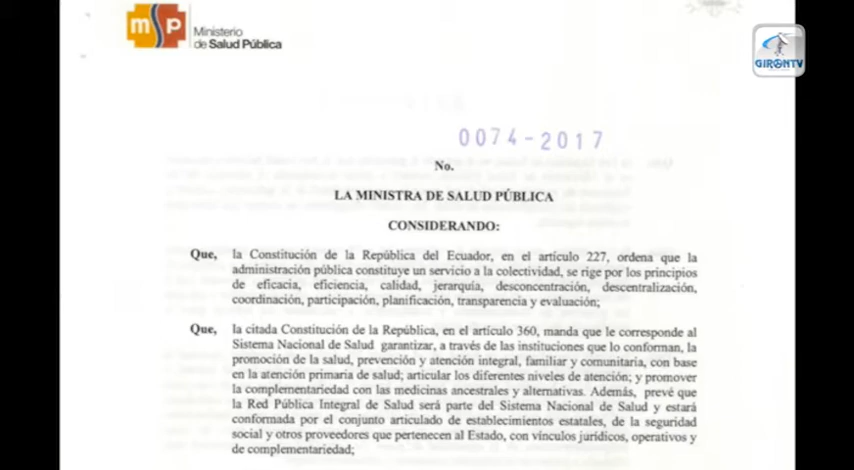 msp
Ministerio
de Salud Pública
GIRONTV
0074-2017
No.
LA MINISTRA DE SALUD PÚBLICA
CONSIDERANDO:
Que, la Constitución de la República del Ecuador, en el artículo 227, ordena que la
administración pública constituye un servicio a la colectividad, se rige por los principios
de eficacia, eficiencia, calidad, jerarquía, desconcentración, descentralización,
coordinación, participación, planificación, transparencia y evaluación;
Que, la citada Constitución de la República, en el artículo 360, manda que le corresponde al
Sistema Nacional de Salud garantizar, a través de las instituciones que lo conforman, la
promoción de la salud, prevención y atención integral, familiar y comunitaria, con base
en la atención primaria de salud; articular los diferentes niveles de atención; y promover
la complementariedad con las medicinas ancestrales y alternativas. Además, prevé que
la Red Pública Integral de Salud será parte del Sistema Nacional de Salud y estará
conformada por el conjunto articulado de establecimientos estatales, de la seguridad
social y otros proveedores que pertenecen al Estado, con vínculos jurídicos, operativos y
de complementariedad;